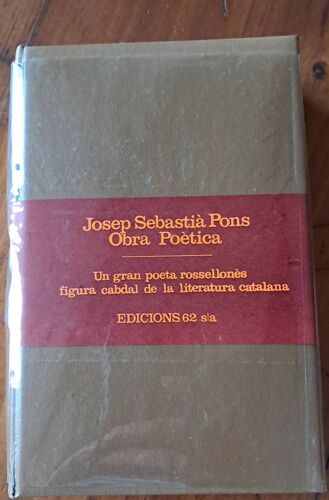 Josep Sebastià Pons
Obra Poètica
Un gran poeta rossellonès
figura cabdal de la literatura catalana
EDICIONS 62 s|a